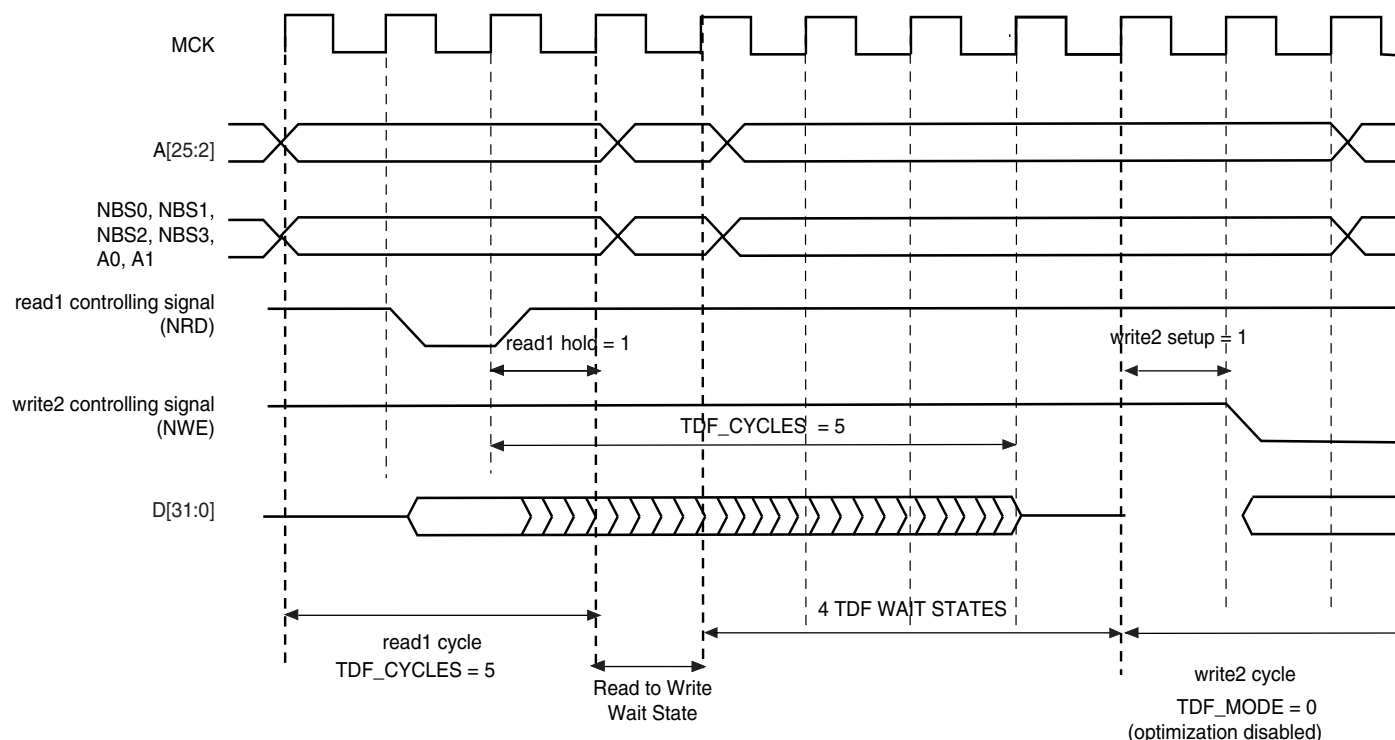 MCK
A[25:2]
NBS0, NBS1,
NBS2, NBS3,
A0, A1
read1 controlling signal
(NRD)
read1 hold = 1
write2 setup = 1
write2 controlling signal
(NWE)
TDF_CYCLES = 5
D[31:0]
4 TDF WAIT STATES
read1 cycle
TDF_CYCLES = 5
Read to Write
Wait State
write2 cycle
TDF_MODE = 0
(optimization disabled)